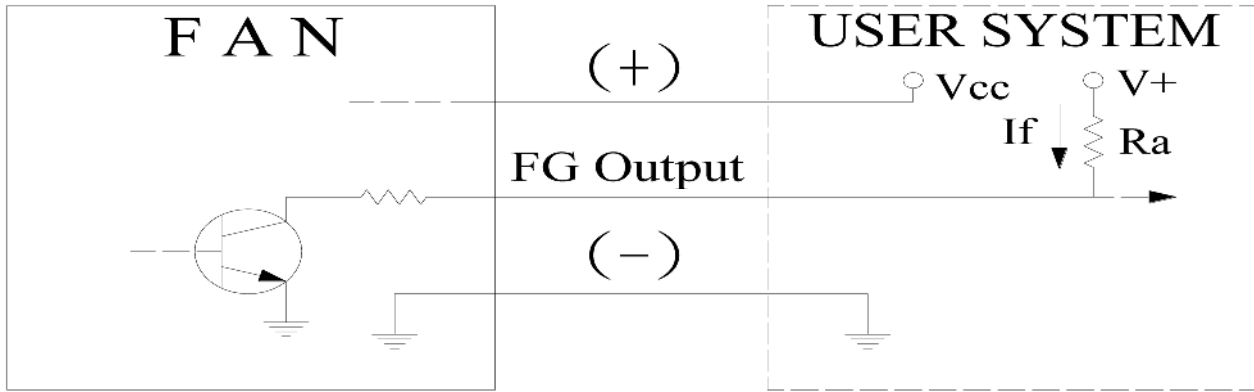 F A N
USER SYSTEM
(+)
Vcc
V+
If
Ra
FG Output
(-)